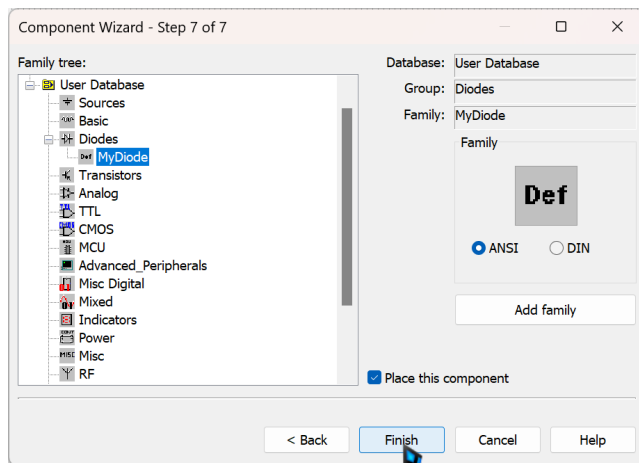 Component Wizard - Step 7 of 7
Family tree:
User Database
Sources
Basic
Diodes
Def MyDiode
Transistors
Analog
TTL
CMOS
MCU
Advanced_Peripherals
Misc Digital
Mixed
Indicators
Power
MISC Misc
RF
Database: User Database
Group: Diodes
Family: MyDiode
Family
Def
ANSI DIN
Add family
Place this component
< Back Finish Cancel Help